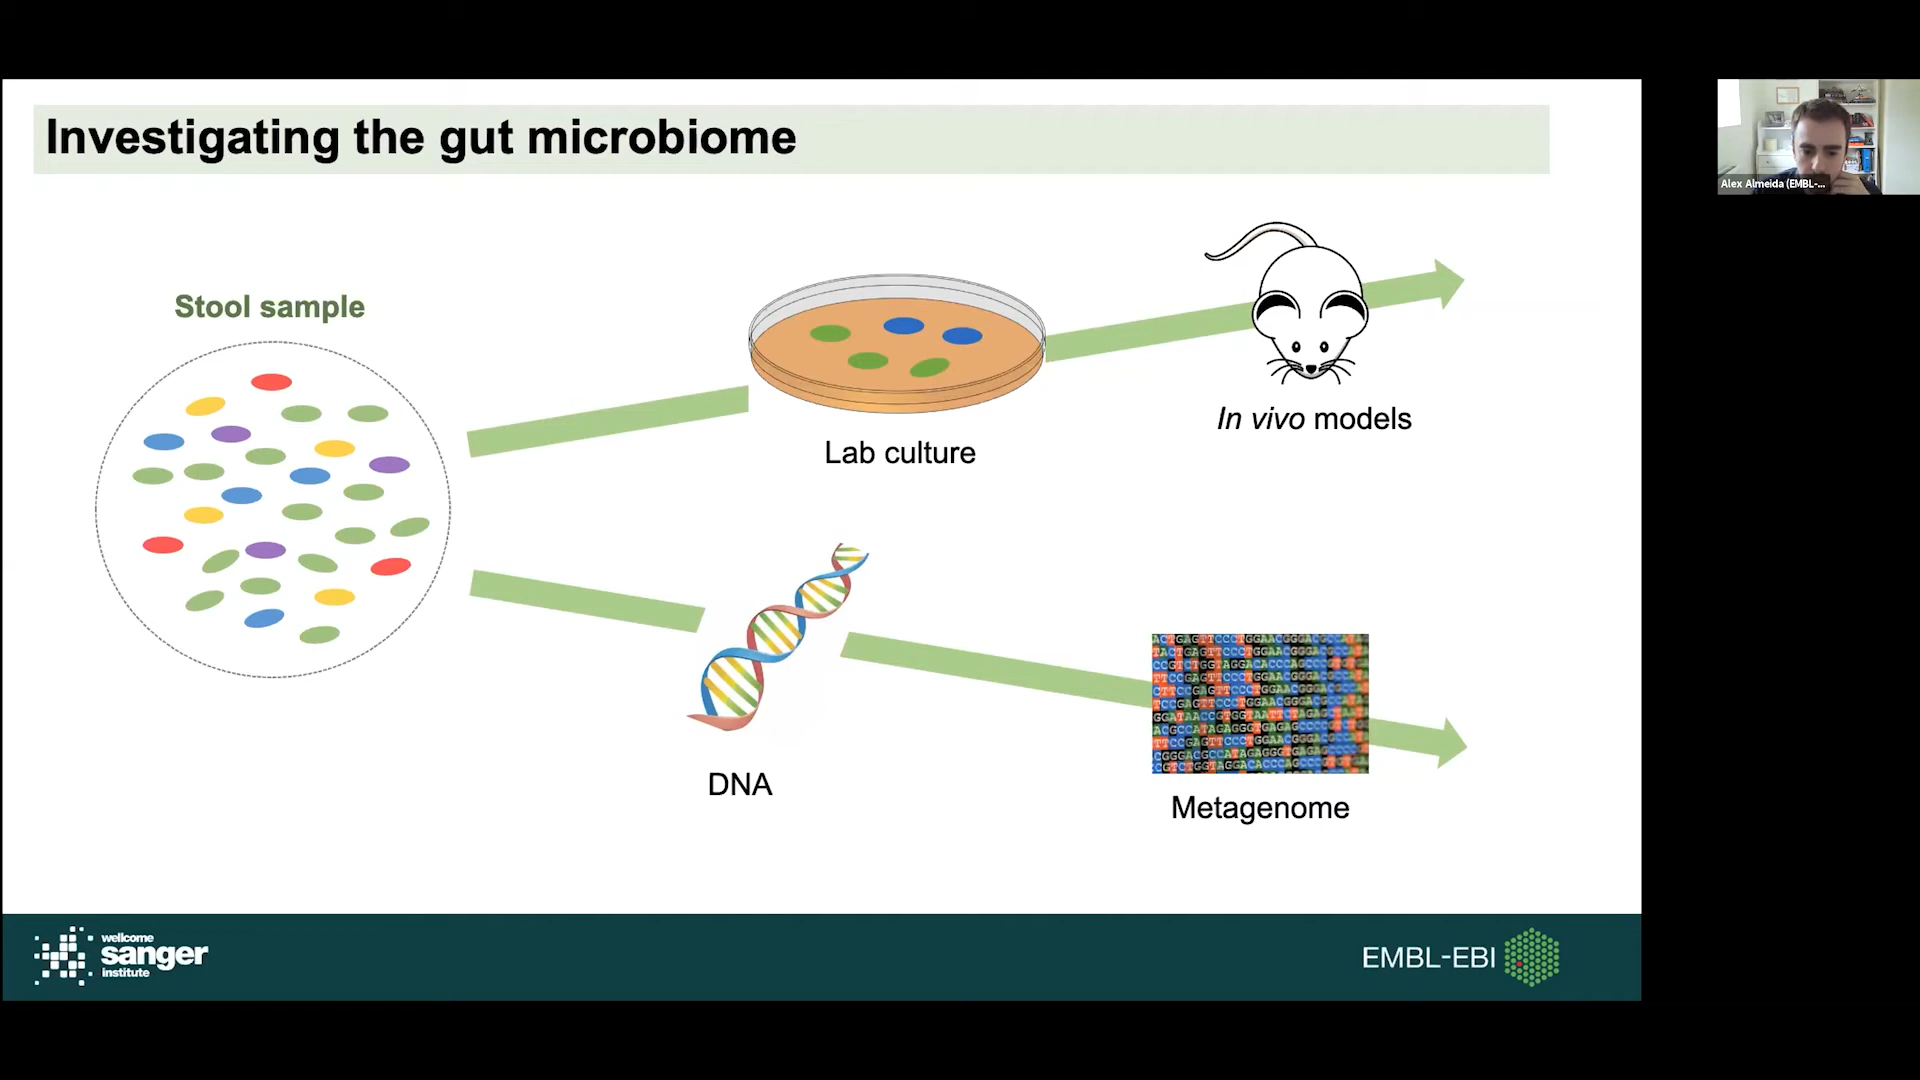 Investigating the gut microbiome
Alex Almeida (EMBL-...
Stool sample
Lab culture
In vivo models
DNA
Metagenome
wellcome
sanger
institute
EMBL-EBI